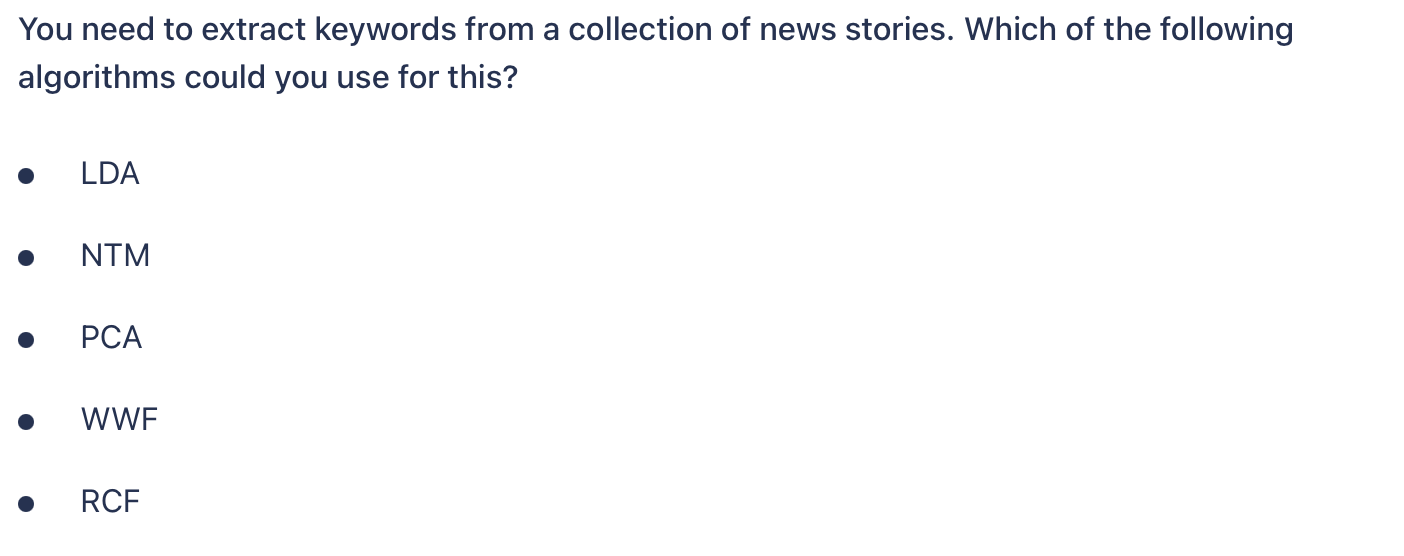 You need to extract keywords from a collection of news stories. Which of the following
algorithms could you use for this?
LDA
NTM
PCA
WWF
RCF